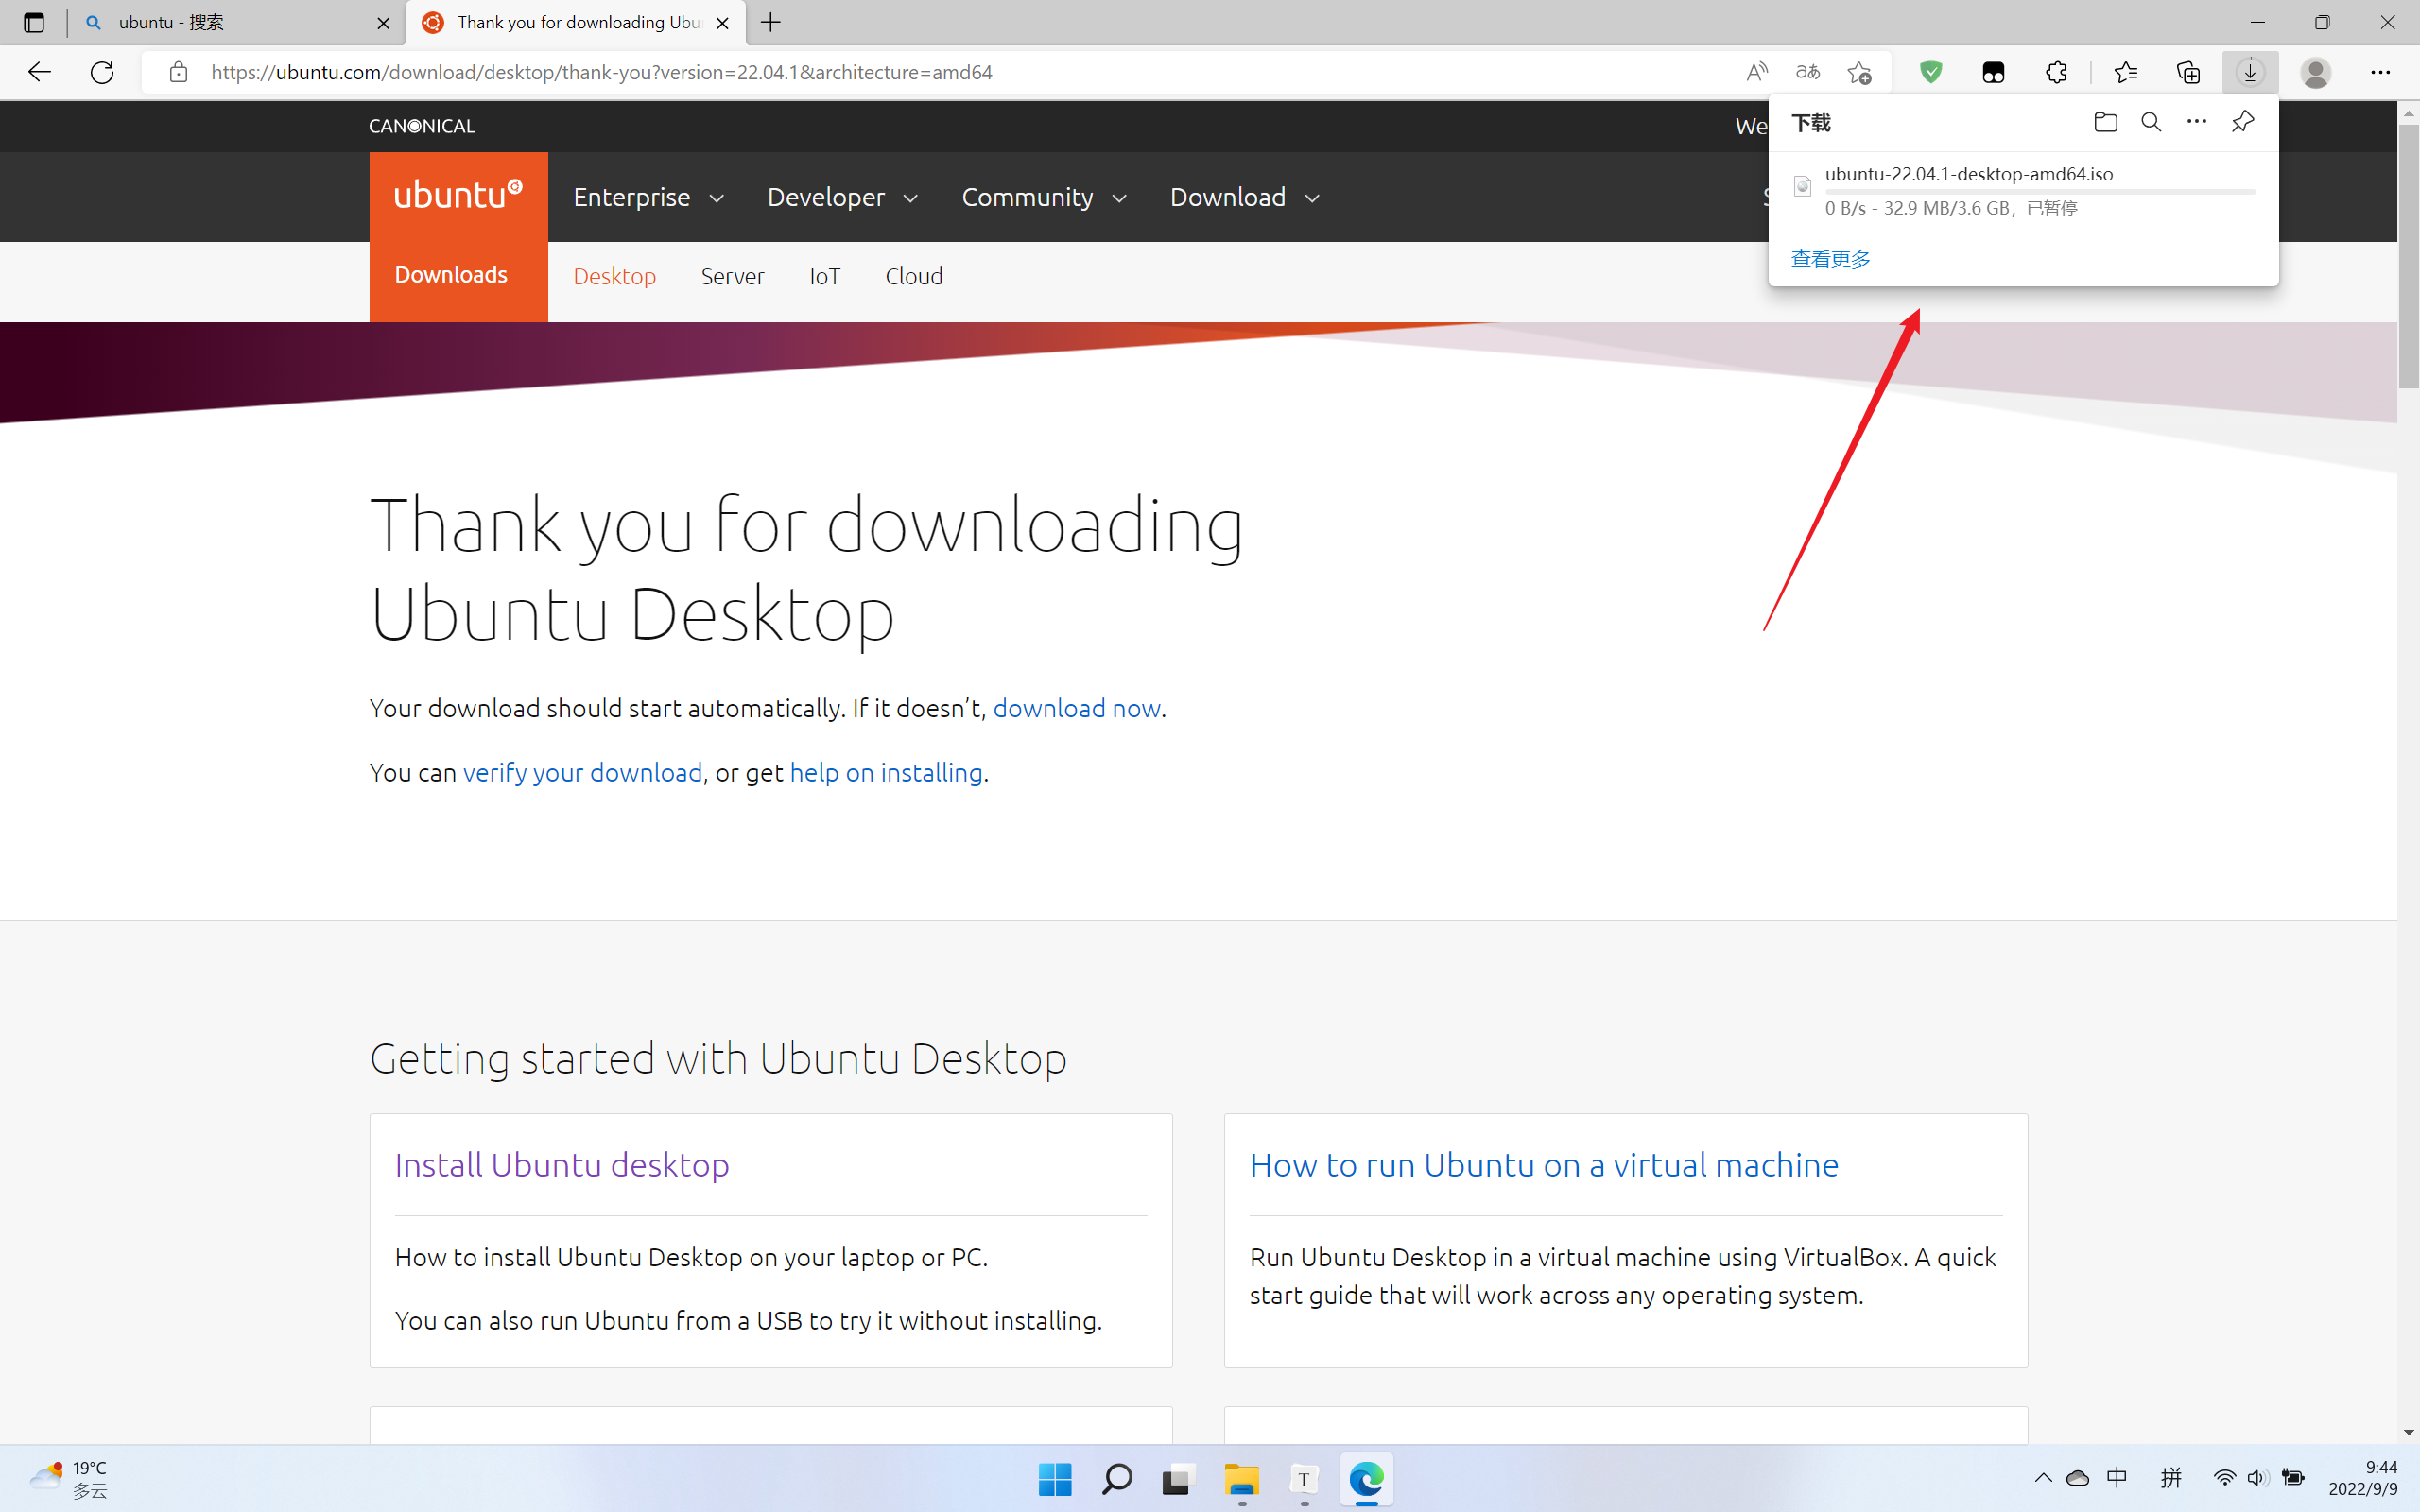 ubuntu - 搜索
Thank you for downloading Ubu
https://ubuntu.com/download/desktop/thank-you?version=22.04.1&architecture=amd64
CANONICAL
We
下载
ubuntu-22.04.1-desktop-amd64.iso
0 B/s - 32.9 MB/3.6 GB，已暂停
查看更多
ubuntu
Enterprise
Developer
Community
Download
Downloads
Desktop
Server
IoT
Cloud
Thank you for downloading
Ubuntu Desktop
Your download should start automatically. If it doesn’t, download now.
You can verify your download, or get help on installing.
Getting started with Ubuntu Desktop
Install Ubuntu desktop
How to install Ubuntu Desktop on your laptop or PC.
You can also run Ubuntu from a USB to try it without installing.
How to run Ubuntu on a virtual machine
Run Ubuntu Desktop in a virtual machine using VirtualBox. A quick
start guide that will work across any operating system.
19°C
多云
中
拼
9:44
2022/9/9